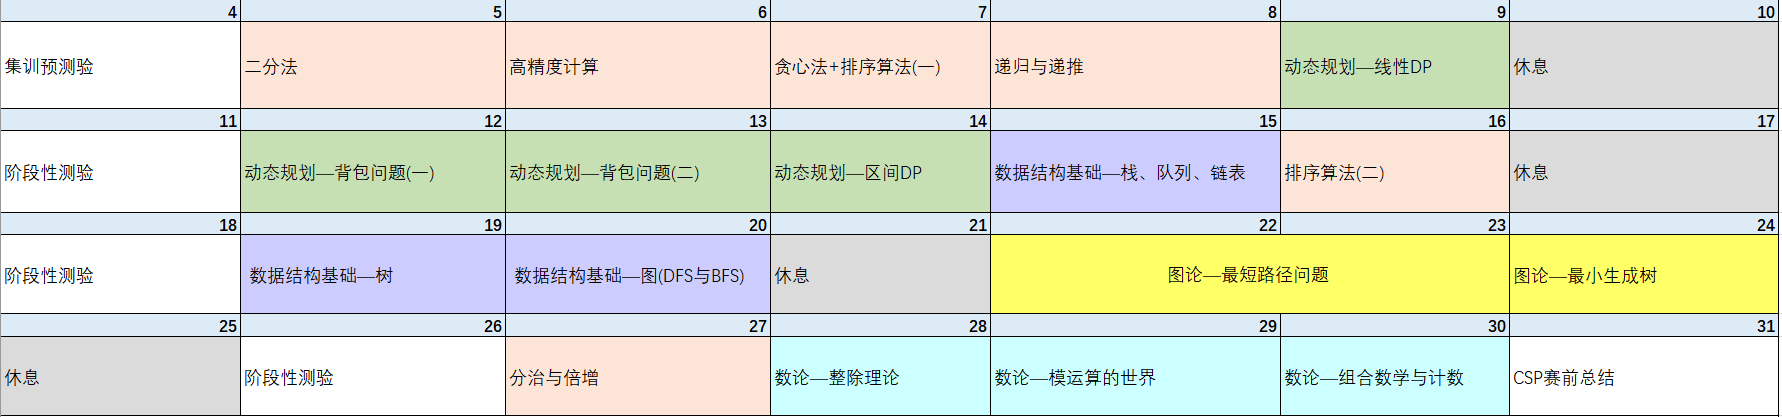 4 5 6 7 8 9 10
集训预测验 二分法 高精度计算 贪心法+排序算法(一) 递归与递推 动态规划—线性DP 休息
11 12 13 14 15 16 17
阶段性测验 动态规划—背包问题(一) 动态规划—背包问题(二) 动态规划—区间DP 数据结构基础—栈、队列、链表 排序算法(二) 休息
18 19 20 21 22 23 24
阶段性测验 数据结构基础—树 数据结构基础—图(DFS与BFS) 休息 图论—最短路径问题 图论—最小生成树
25 26 27 28 29 30 31
休息 阶段性测验 分治与倍增 数论—整除理论 数论—模运算的世界 数论—组合数学与计数 CSP赛前总结